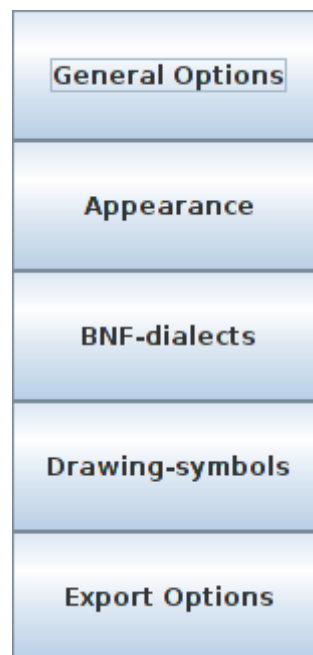 General Options
Appearance
BNF-dialects
Drawing-symbols
Export Options